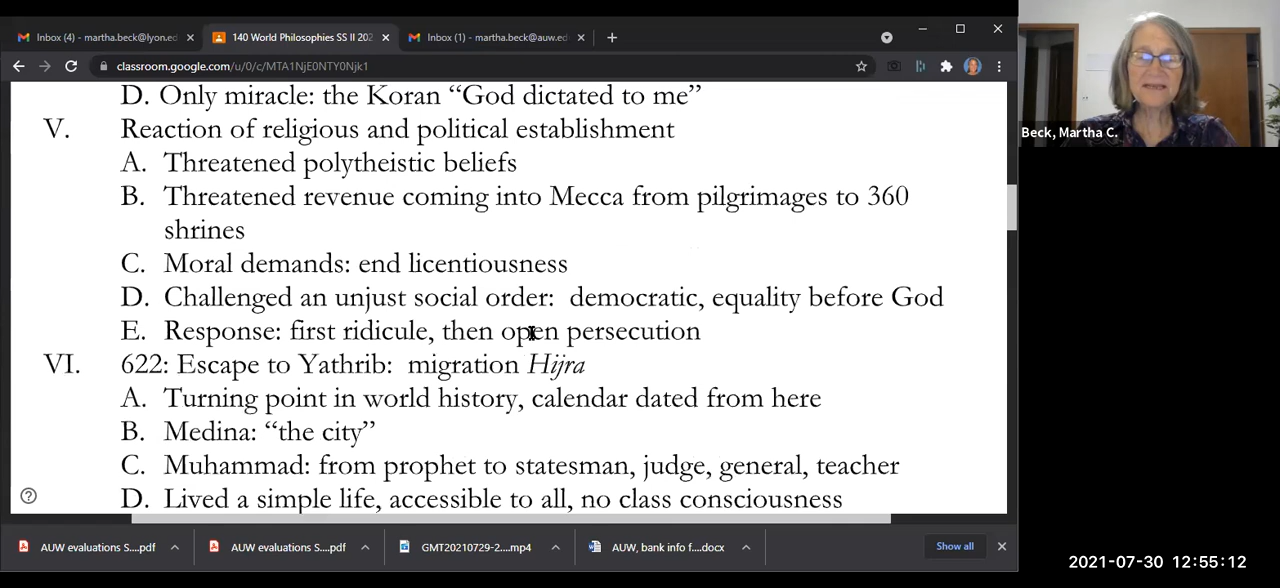 Inbox (4) - martha.beck@lyon.ed
140 World Philosophies SS II 202
Inbox (1) - martha.beck@auw.ed
classroom.google.com/u/0/c/MTA1NjE0NTY0Njk1
D. Only miracle: the Koran “God dictated to me”
V. Reaction of religious and political establishment
A. Threatened polytheistic beliefs
B. Threatened revenue coming into Mecca from pilgrimages to 360
shrines
C. Moral demands: end licentiousness
D. Challenged an unjust social order: democratic, equality before God
E. Response: first ridicule, then open persecution
VI. 622: Escape to Yathrib: migration Hijra
A. Turning point in world history, calendar dated from here
B. Medina: “the city”
C. Muhammad: from prophet to statesman, judge, general, teacher
D. Lived a simple life, accessible to all, no class consciousness
AUW evaluations S....pdf
AUW evaluations S....pdf
GMT20210729-2....mp4
AUW, bank info f....docx
Show all
Beck, Martha C.
2021-07-30 12:55:12